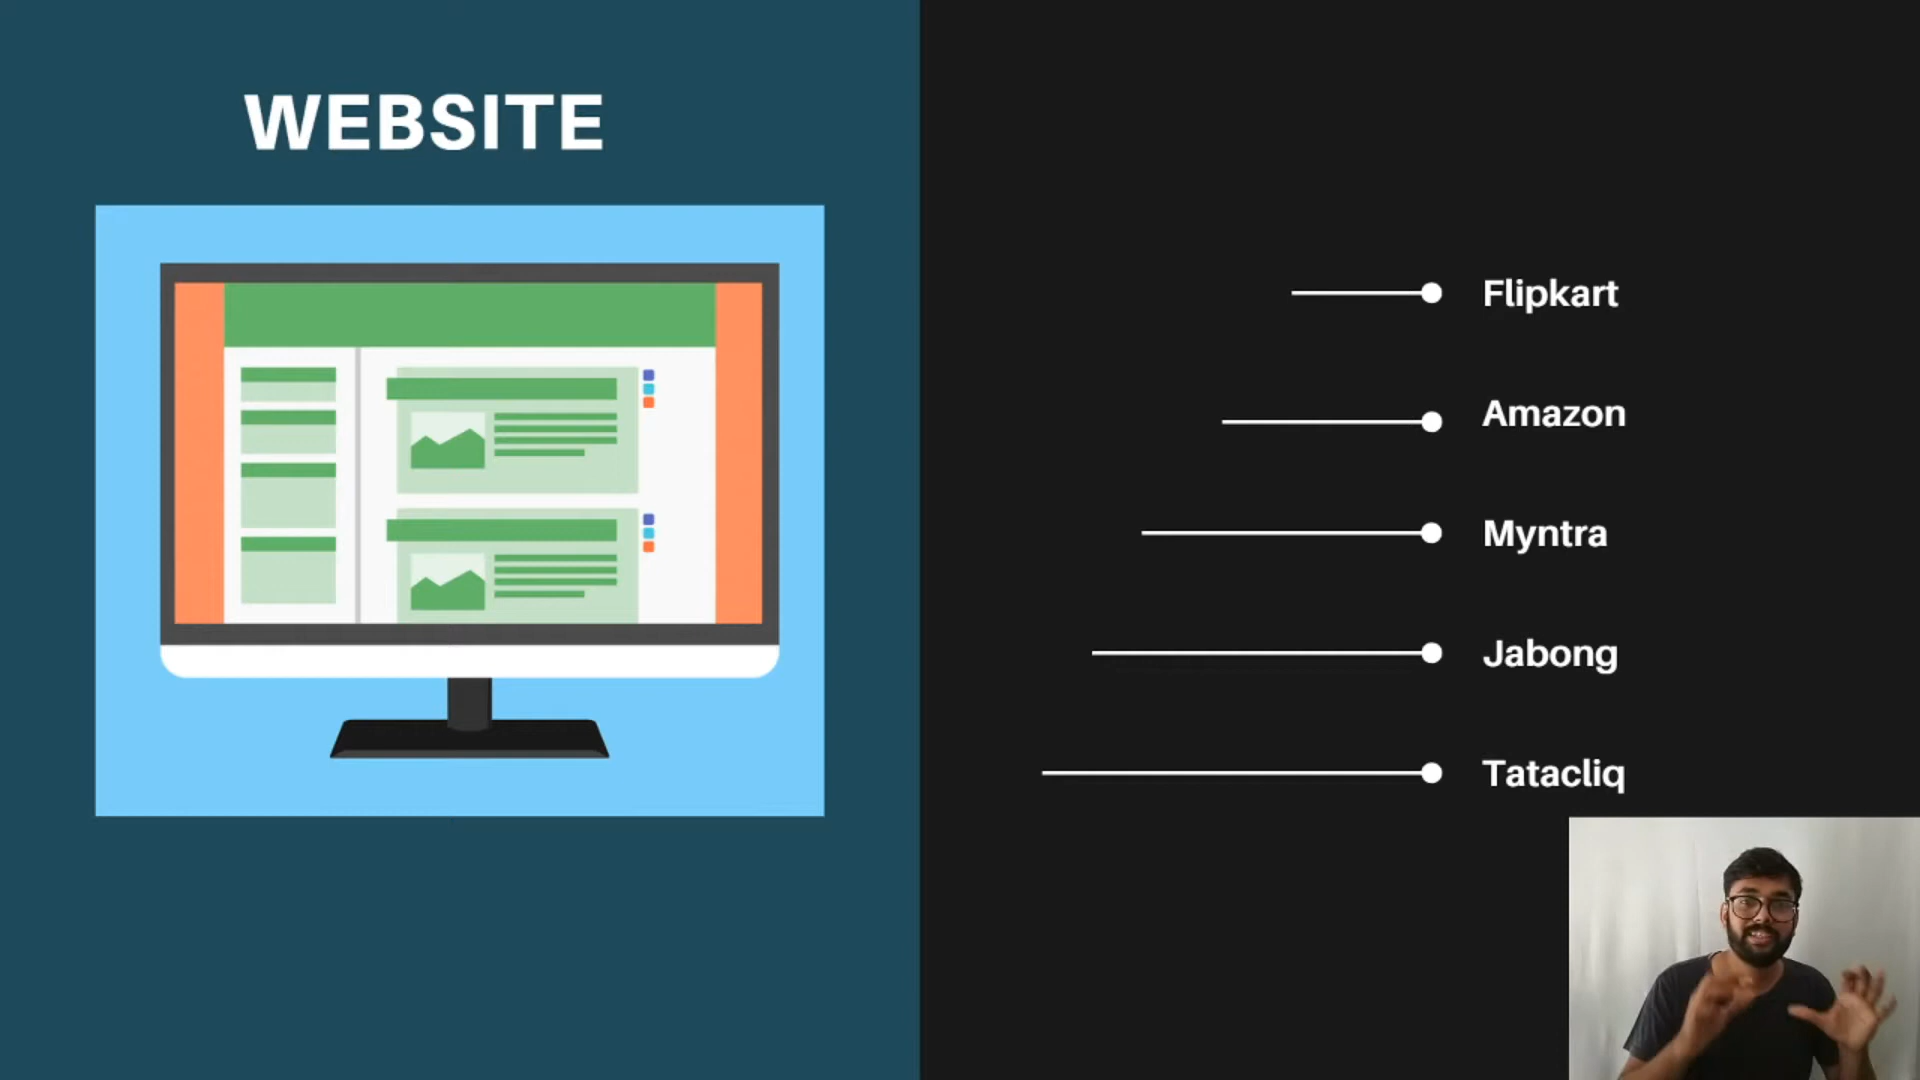 WEBSITE
Flipkart
Amazon
Myntra
Jabong
Tatacliq